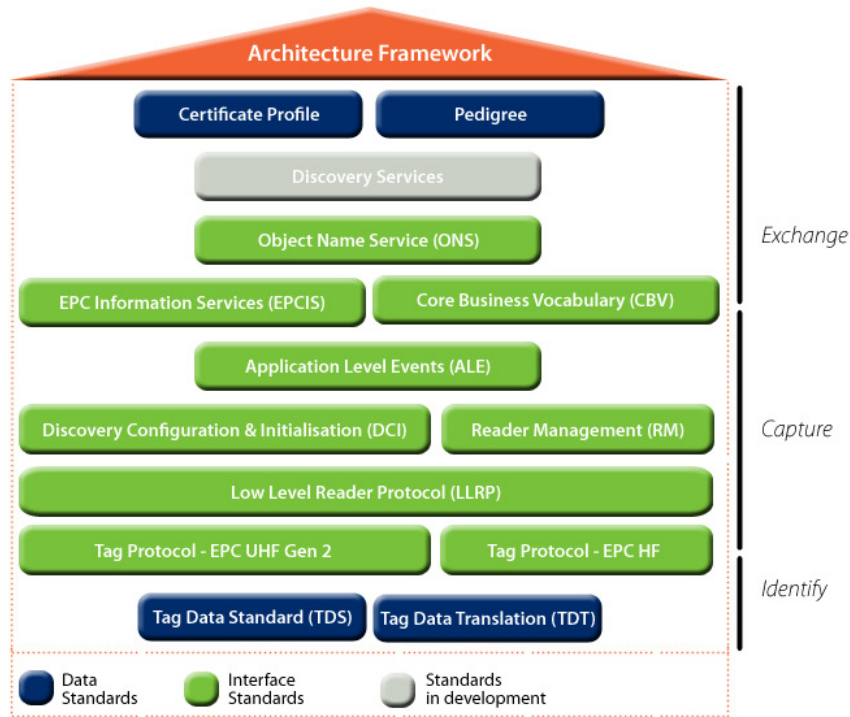 Architecture Framework
Certificate Profile
Pedigree
Discovery Services
Object Name Service (ONS)
Exchange
EPC Information Services (EPCIS)
Core Business Vocabulary (CBV)
Application Level Events (ALE)
Discovery Configuration & Initialisation (DCI)
Reader Management (RM)
Capture
Low Level Reader Protocol (LLRP)
Tag Protocol - EPC UHF Gen 2
Tag Protocol - EPC HF
Identify
Tag Data Standard (TDS)
Tag Data Translation (TDT)
Data
Standards
Interface
Standards
Standards
in development